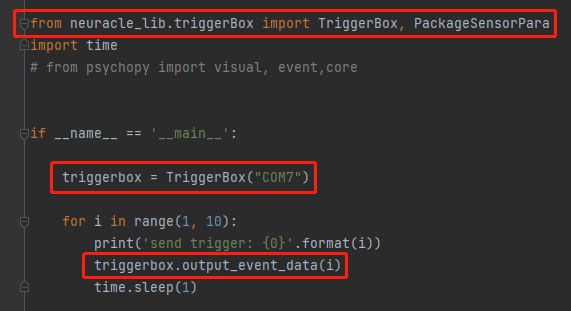 from neuracle_lib.triggerBox import TriggerBox, PackageSensorPara
import time
# from psychopy import visual, event,core
if __name__ == '__main__':
    triggerbox = TriggerBox("COM7")
    for i in range(1, 10):
        print('send trigger: {0}'.format(i))
        triggerbox.output_event_data(i)
        time.sleep(1)